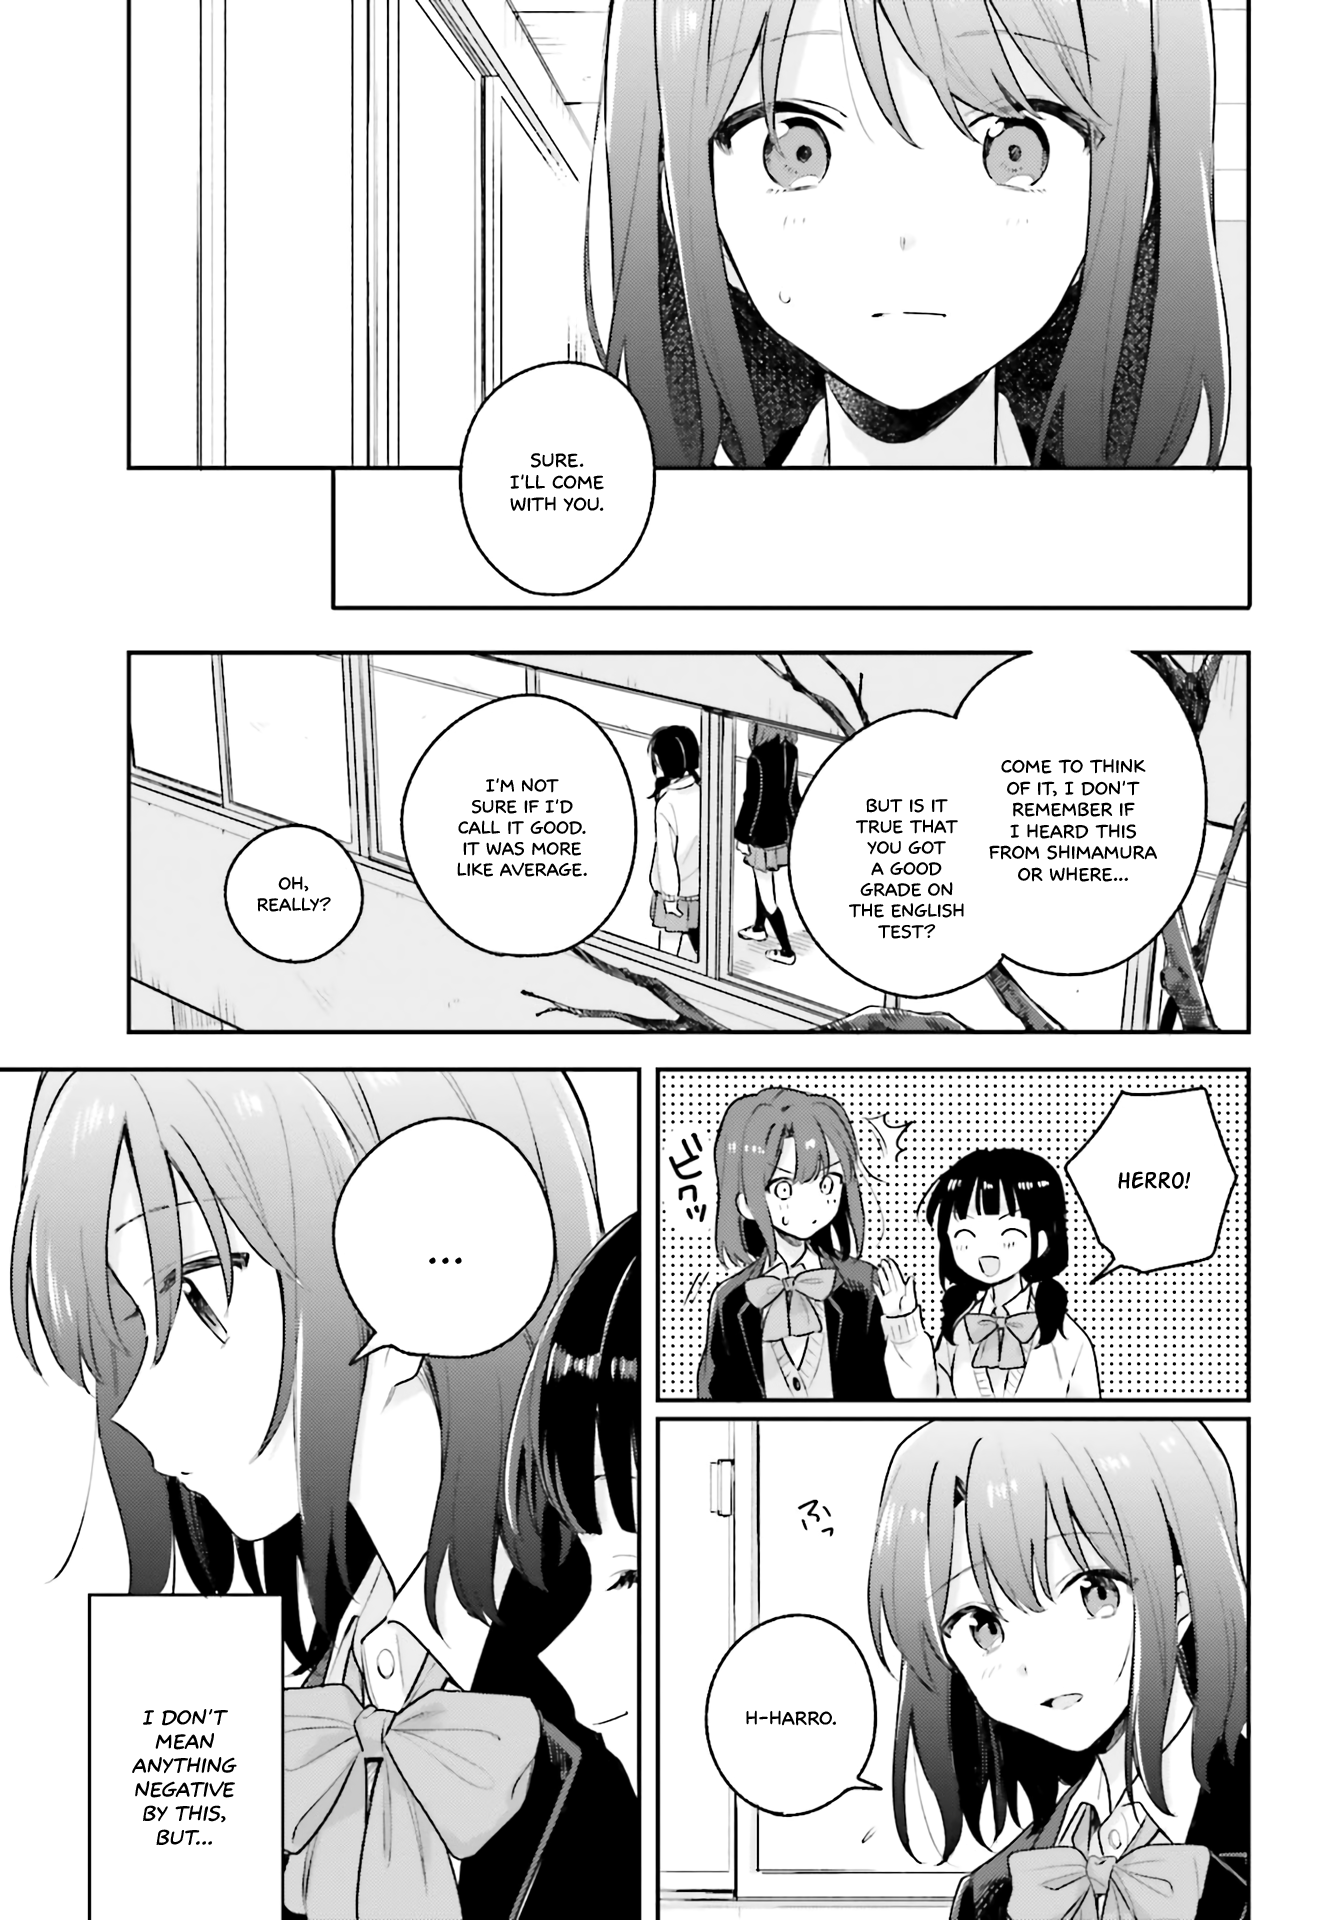 SURE.
I'LL COME
WITH YOU.
COME TO THINK
OF IT, I DON'T
REMEMBER IF
I HEARD THIS
FROM SHIMAMURA
OR WHERE...
BUT IS IT
TRUE THAT
YOU GOT
A GOOD
GRADE ON
THE ENGLISH
TEST?
I'M NOT
SURE IF I'D
CALL IT GOOD.
IT WAS MORE
LIKE AVERAGE.
OH,
REALLY?
HERRO!
ビクッ
ふっ
H-HARRO.
...
I DON'T
MEAN
ANYTHING
NEGATIVE
BY THIS,
BUT...